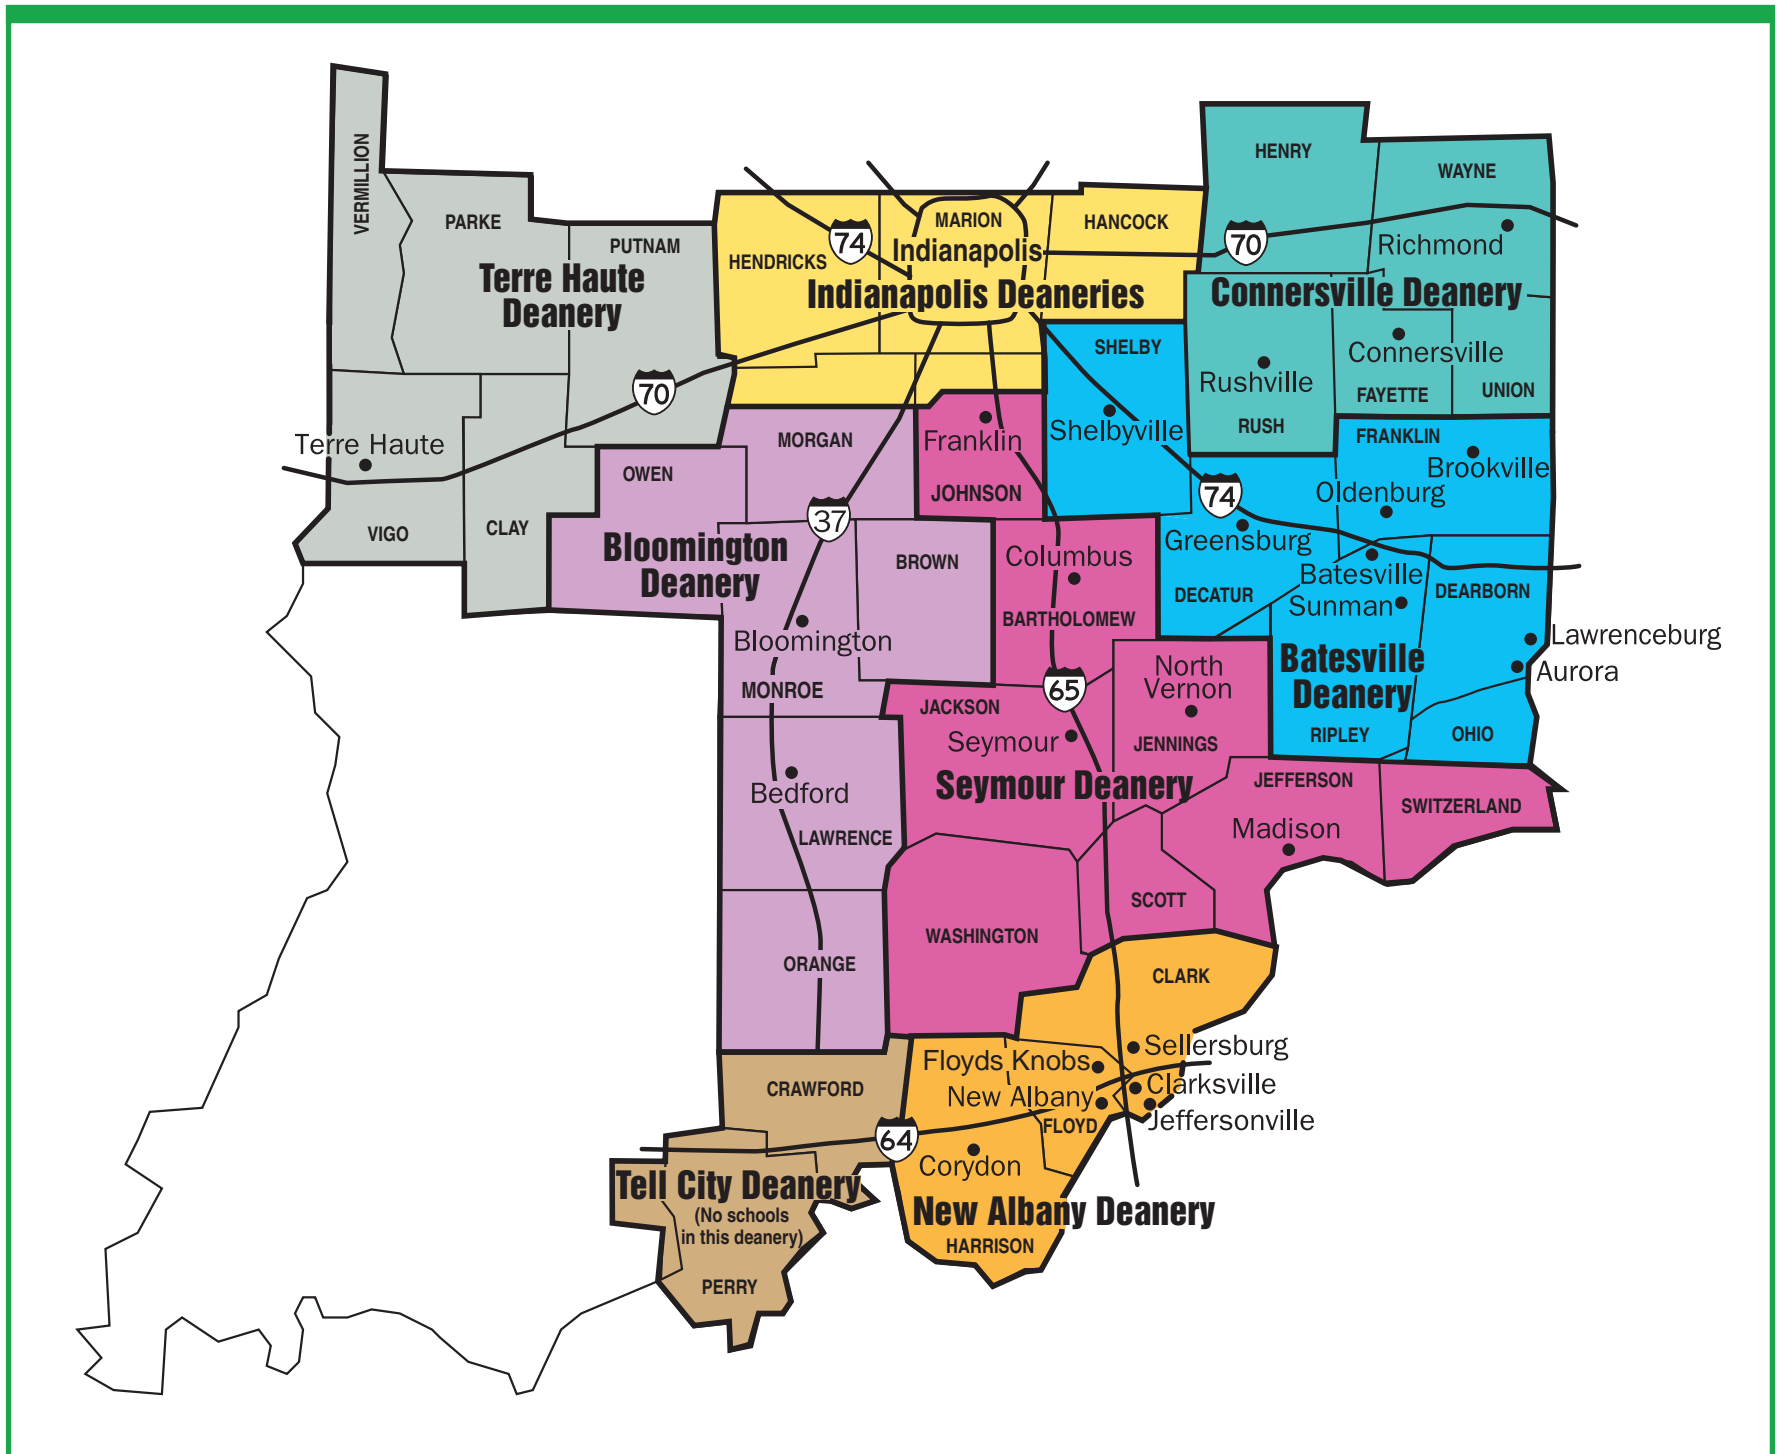 VERMILLION
PARKE
PUTNAM
Terre Haute
Deanery
70
Terre Haute
VIGO
CLAY
HENDRICKS
74
MARION
Indianapolis
HANCOCK
Indianapolis Deaneries
HENRY
WAYNE
70
Richmond
Connersville Deanery
Connersville
Rushville
FAYETTE
UNION
RUSH
SHELBY
Shelbyville
FRANKLIN
Brookville
Oldenburg
74
Greensburg
Batesville
DECATUR
Sunman
DEARBORN
Lawrenceburg
Aurora
Batesville
Deanery
RIPLEY
OHIO
MORGAN
OWEN
37
Bloomington
Deanery
BROWN
Bloomington
MONROE
Bedford
LAWRENCE
ORANGE
Franklin
JOHNSON
Columbus
BARTHOLOMEW
65
North
Vernon
JACKSON
Seymour
JENNINGS
Seymour Deanery
JEFFERSON
SWITZERLAND
Madison
SCOTT
WASHINGTON
CLARK
Sellersburg
Floyds Knobs
Clarksville
New Albany
Jeffersonville
FLOYD
Corydon
New Albany Deanery
HARRISON
CRAWFORD
64
Tell City Deanery
(No schools
in this deanery)
PERRY